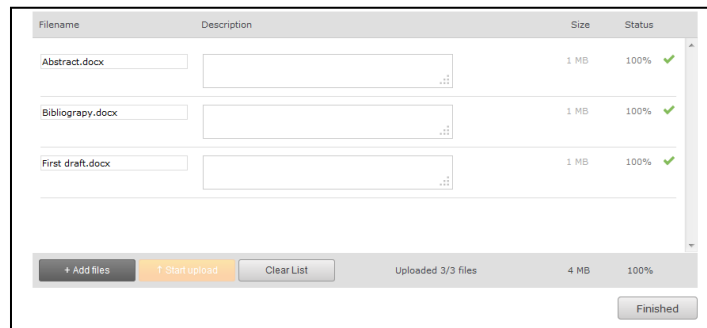 Filename Description Size Status
Abstract.docx 1 MB 100%
Bibliograpy.docx 1 MB 100%
First draft.docx 1 MB 100%
+ Add files ↑ Start upload Clear List Uploaded 3/3 files 4 MB 100%
Finished